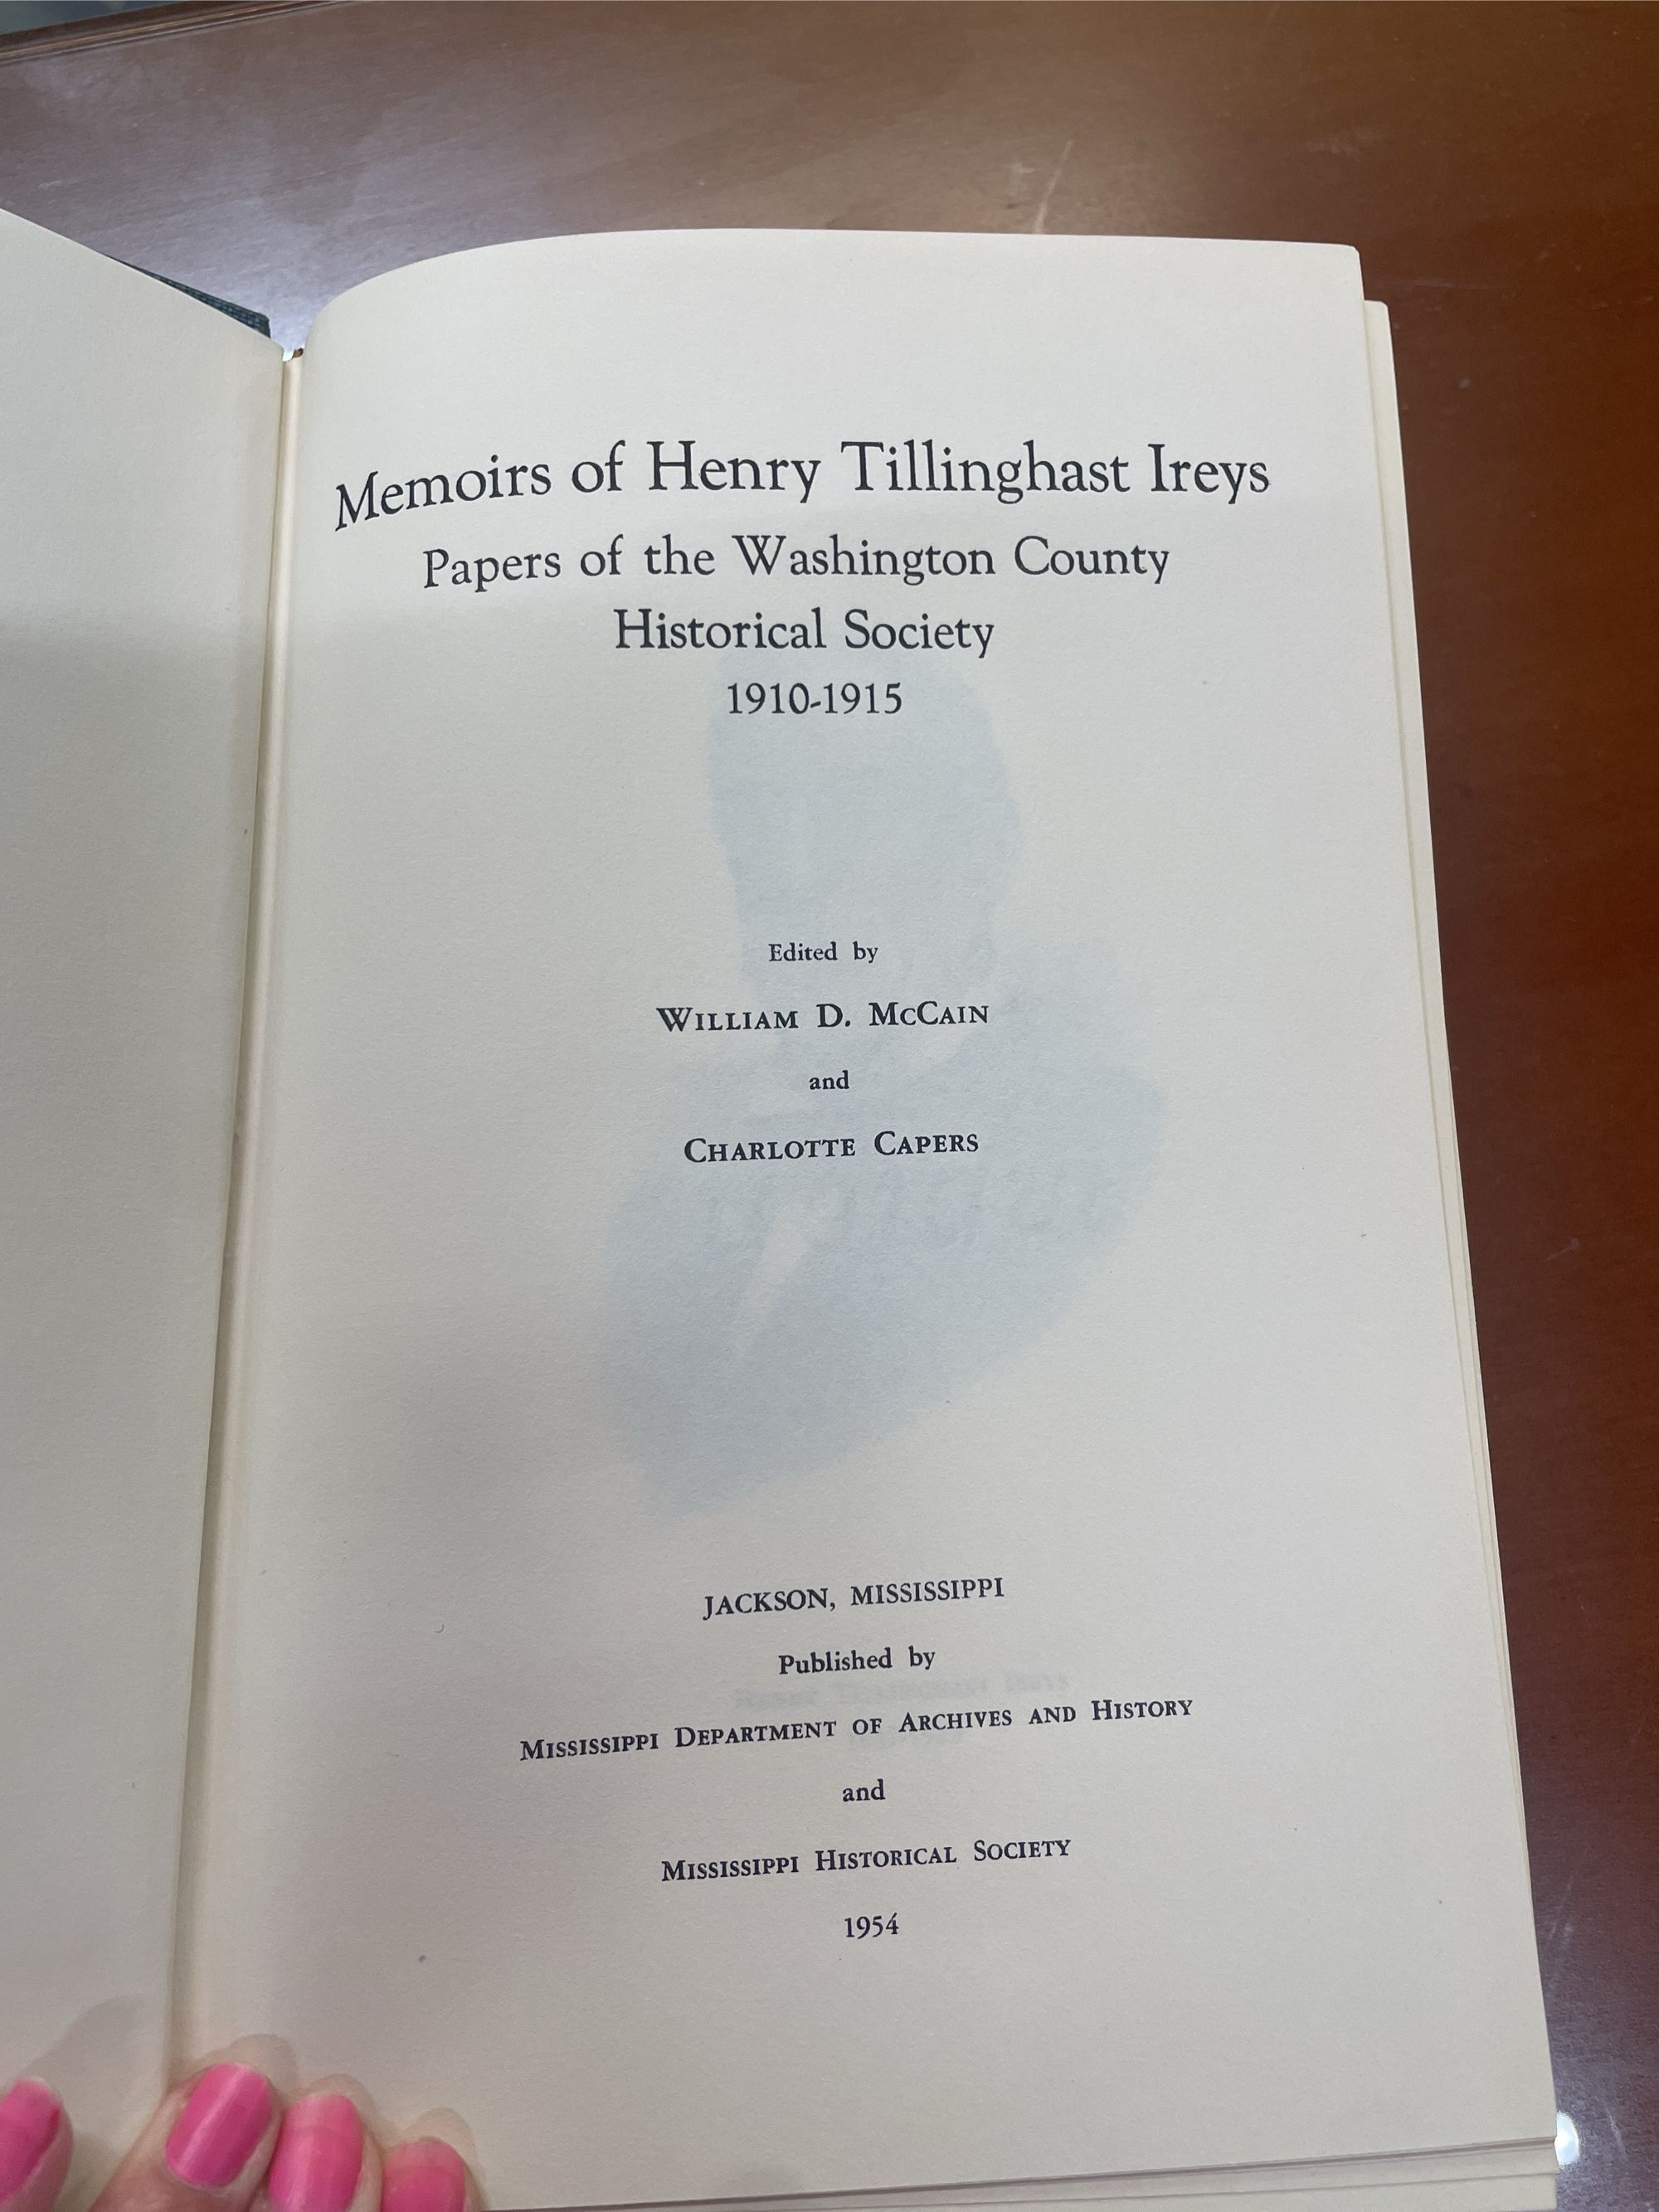 Memoirs of Henry Tillinghast Ireys
Papers of the Washington County
Historical Society
1910-1915
Edited by
WILLIAM D. MCCAIN
and
CHARLOTTE CAPERS
JACKSON, MISSISSIPPI
Published by
MISSISSIPPI DEPARTMENT OF ARCHIVES AND HISTORY
and
MISSISSIPPI HISTORICAL SOCIETY
1954